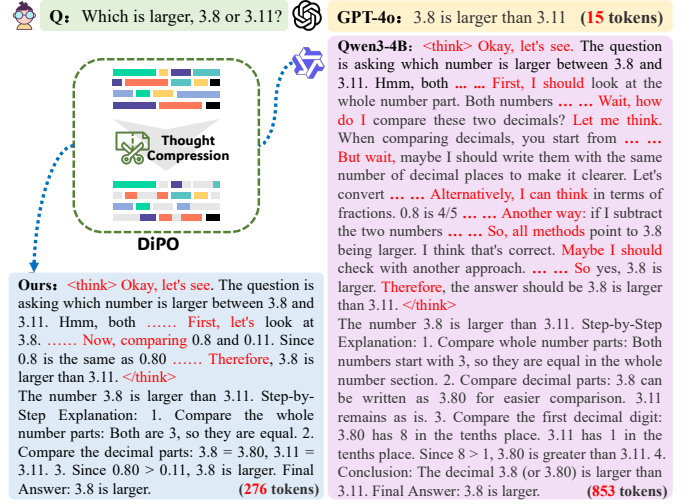 Q: Which is larger, 3.8 or 3.11?
GPT-4o: 3.8 is larger than 3.11 (15 tokens)
Thought
Compression
DiPO
Ours: <think> Okay, let's see. The question is
asking which number is larger between 3.8 and
3.11. Hmm, both ...... First, let's look at
3.8. ...... Now, comparing 0.8 and 0.11. Since
0.8 is the same as 0.80 ...... Therefore, 3.8 is
larger than 3.11. </think>
The number 3.8 is larger than 3.11. Step-by-
Step Explanation: 1. Compare the whole
number parts: Both are 3, so they are equal. 2.
Compare the decimal parts: 3.8 = 3.80, 3.11 =
3.11. 3. Since 0.80 > 0.11, 3.8 is larger. Final
Answer: 3.8 is larger. (276 tokens)
Qwen3-4B: <think> Okay, let's see. The question
is asking which number is larger between 3.8 and
3.11. Hmm, both ... ... First, I should look at the
whole number part. Both numbers ... ... Wait, how
do I compare these two decimals? Let me think.
When comparing decimals, you start from ... ...
But wait, maybe I should write them with the same
number of decimal places to make it clearer. Let's
convert ... ... Alternatively, I can think in terms of
fractions. 0.8 is 4/5 ... ... Another way: if I subtract
the two numbers ... ... So, all methods point to 3.8
being larger. I think that's correct. Maybe I should
check with another approach. ... ... So yes, 3.8 is
larger. Therefore, the answer should be 3.8 is larger
than 3.11. </think>
The number 3.8 is larger than 3.11. Step-by-Step
Explanation: 1. Compare whole number parts: Both
numbers start with 3, so they are equal in the whole
number section. 2. Compare decimal parts: 3.8 can
be written as 3.80 for easier comparison. 3.11
remains as is. 3. Compare the first decimal digit:
3.80 has 8 in the tenths place. 3.11 has 1 in the
tenths place. Since 8 > 1, 3.80 is greater than 3.11. 4.
Conclusion: The decimal 3.8 (or 3.80) is larger than
3.11. Final Answer: 3.8 is larger. (853 tokens)